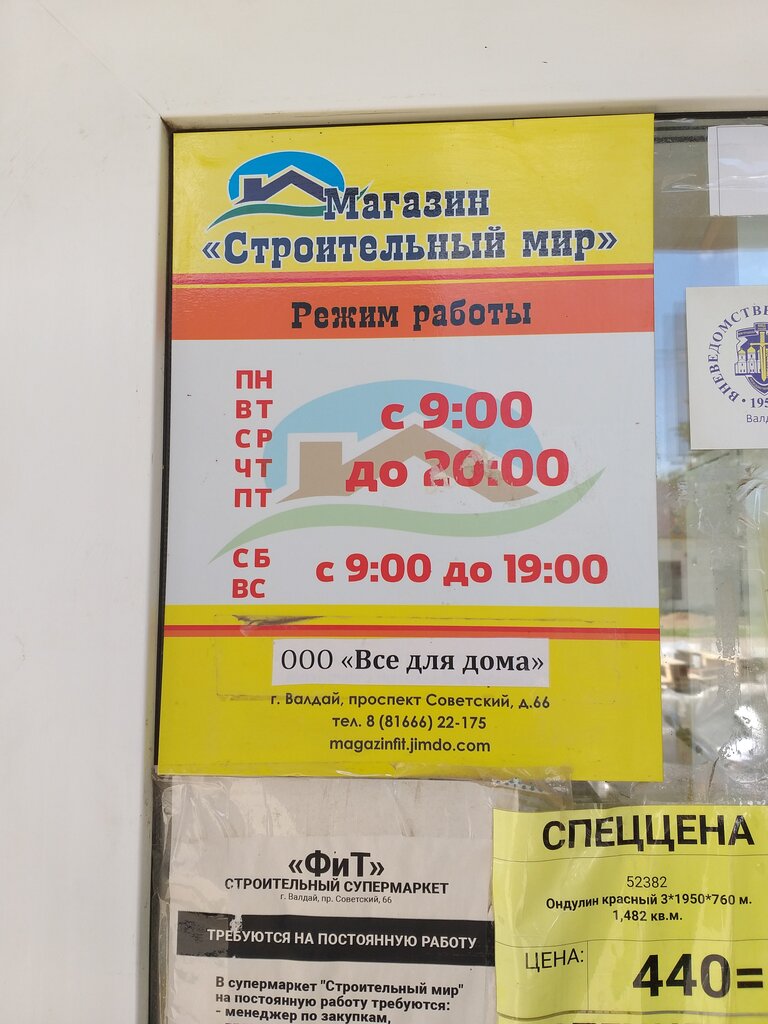 Магазин
«Строительный мир»
Режим работы
ПН
ВТ
СР
ЧТ
ПТ
с 9:00
до 20:00
СБ
ВС
с 9:00 до 19:00
ООО «Все для дома»
г. Валдай, проспект Советский, д.66
тел. 8 (81666) 22-175
magazinfit.jimdo.com
«ФиТ»
СТРОИТЕЛЬНЫЙ СУПЕРМАРКЕТ
г. Валдай, пр. Советский, 66
ТРЕБУЮТСЯ НА ПОСТОЯННУЮ РАБОТУ
В супермаркет "Строительный мир"
на постоянную работу требуются:
- менеджер по закупкам,
СПЕЦЦЕНА
52382
Ондулин красный 3*1950*760 м.
1,482 кв.м.
ЦЕНА:
440=